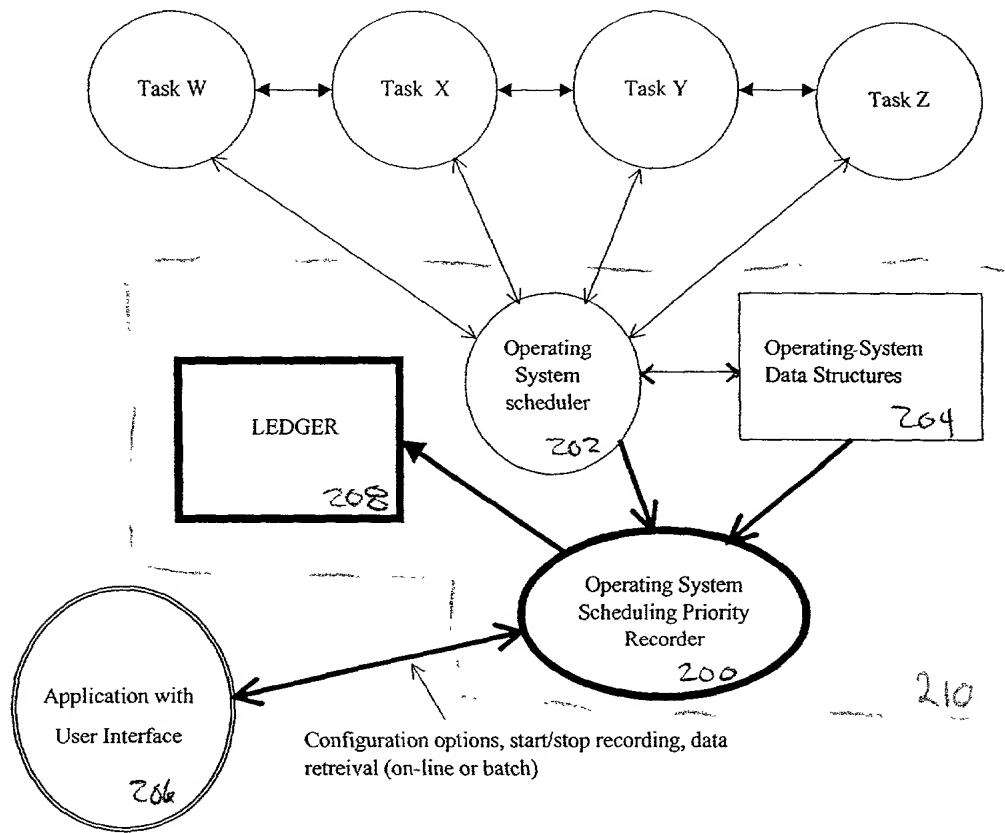 Task W
Task X
Task Y
Task Z
Operating
System
scheduler
202
Operating-System
Data Structures
204
LEDGER
208
Operating System
Scheduling Priority
Recorder
200
210
Application with
User Interface
206
Configuration options, start/stop recording, data
retreival (on-line or batch)